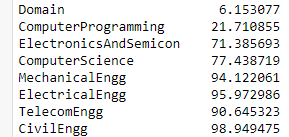 Domain 6.153077
ComputerProgramming 21.710855
ElectronicsAndSemicon 71.385693
ComputerScience 77.438719
MechanicalEngg 94.122061
ElectricalEngg 95.972986
TelecomEngg 90.645323
CivilEngg 98.949475